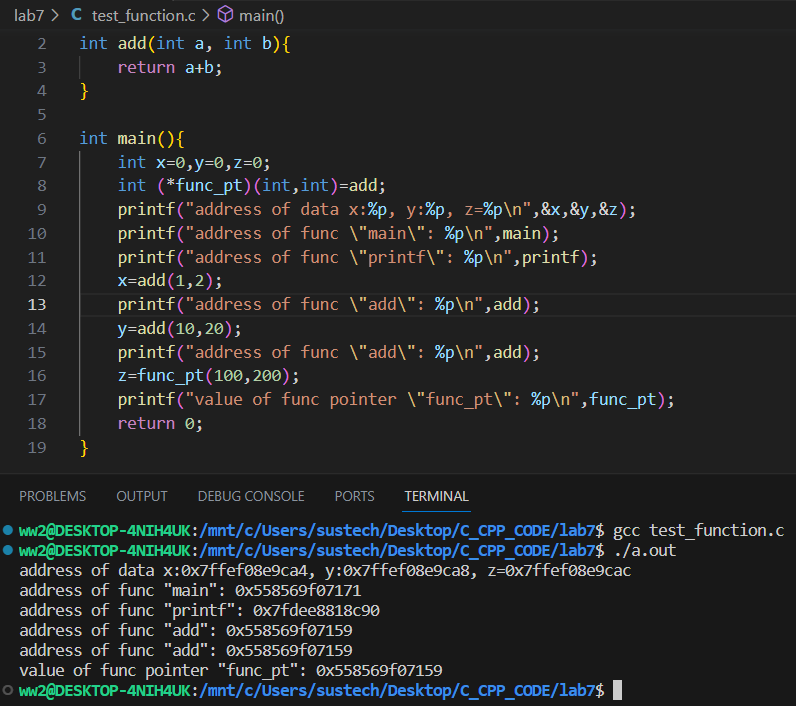 lab7 > C test_function.c > main()
2 int add(int a, int b){
3     return a+b;
4 }
5
6 int main(){
7     int x=0,y=0,z=0;
8     int (*func_pt)(int,int)=add;
9     printf("address of data x:%p, y:%p, z=%p\n",&x,&y,&z);
10     printf("address of func \"main\": %p\n",main);
11     printf("address of func \"printf\": %p\n",printf);
12     x=add(1,2);
13     printf("address of func \"add\": %p\n",add);
14     y=add(10,20);
15     printf("address of func \"add\": %p\n",add);
16     z=func_pt(100,200);
17     printf("value of func pointer \"func_pt\": %p\n",func_pt);
18     return 0;
19 }
PROBLEMS OUTPUT DEBUG CONSOLE PORTS TERMINAL
ww2@DESKTOP-4NIH4UK:/mnt/c/Users/sustech/Desktop/C_CPP_CODE/lab7$ gcc test_function.c
ww2@DESKTOP-4NIH4UK:/mnt/c/Users/sustech/Desktop/C_CPP_CODE/lab7$ ./a.out
address of data x:0x7ffef08e9ca4, y:0x7ffef08e9ca8, z=0x7ffef08e9cac
address of func "main": 0x558569f07171
address of func "printf": 0x7fdee8818c90
address of func "add": 0x558569f07159
address of func "add": 0x558569f07159
value of func pointer "func_pt": 0x558569f07159
ww2@DESKTOP-4NIH4UK:/mnt/c/Users/sustech/Desktop/C_CPP_CODE/lab7$